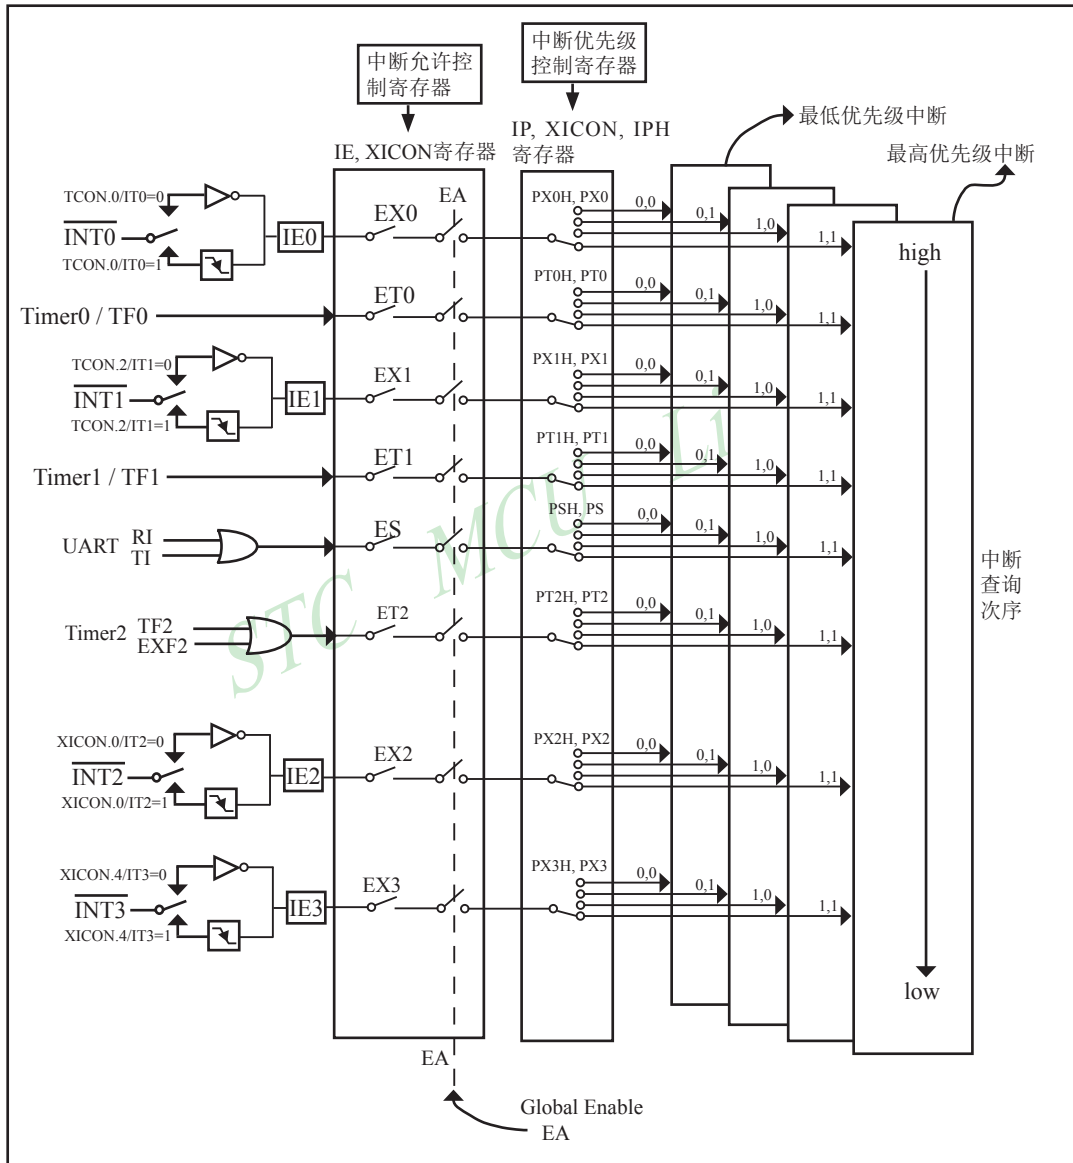 中断优先级
控制寄存器
中断允许控
制寄存器
IP, XICON, IPH
寄存器
IE, XICON寄存器
最低优先级中断
最高优先级中断
TCON.0/IT0=0
INT0
TCON.0/IT0=1
IE0
EX0
EA
PX0H, PX0
0,0
0,1
1,0
1,1
high
Timer0 / TF0
ET0
PT0H, PT0
0,0
0,1
1,0
1,1
TCON.2/IT1=0
INT1
TCON.2/IT1=1
IE1
EX1
PX1H, PX1
0,0
0,1
1,0
1,1
Timer1 / TF1
ET1
PT1H, PT1
0,0
0,1
1,0
1,1
UART
RI
TI
ES
PSH, PS
0,0
0,1
1,0
1,1
中断
查询
次序
Timer2
TF2
EXF2
ET2
PT2H, PT2
0,0
0,1
1,0
1,1
XICON.0/IT2=0
INT2
XICON.0/IT2=1
IE2
EX2
PX2H, PX2
0,0
0,1
1,0
1,1
XICON.4/IT3=0
INT3
XICON.4/IT3=1
IE3
EX3
PX3H, PX3
0,0
0,1
1,0
1,1
low
EA
Global Enable
EA
STC MCU Li